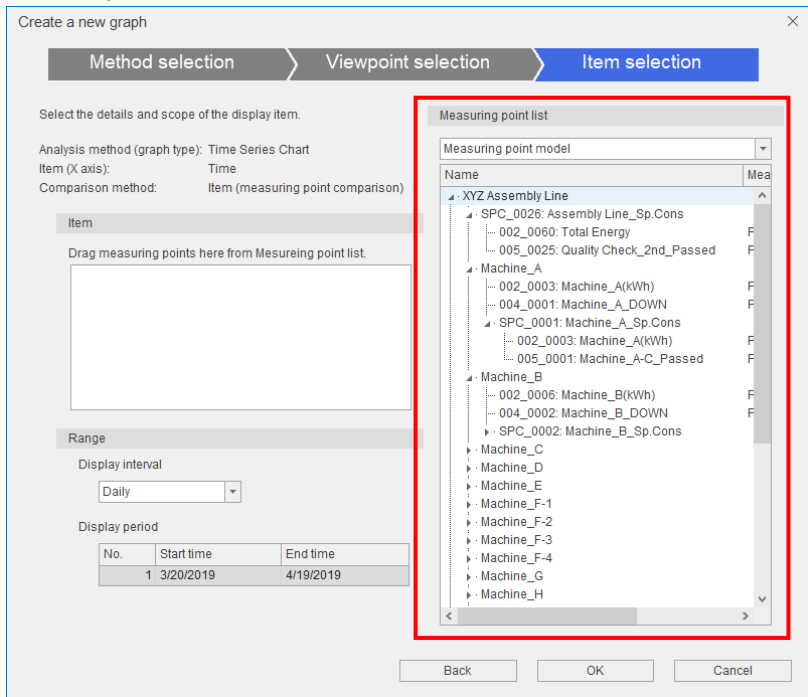 Create a new graph
Method selection
Viewpoint selection
Item selection
Select the details and scope of the display item.
Analysis method (graph type): Time Series Chart
Item (X axis): Time
Comparison method: Item (measuring point comparison)
Item
Drag measuring points here from Mesureing point list.
Range
Display interval
Daily
Display period
No. Start time End time
1 3/20/2019 4/19/2019
Measuring point list
Measuring point model
Name Mea
XYZ Assembly Line
SPC_0026: Assembly Line_Sp.Cons
002_0060: Total Energy F
005_0025: Quality Check_2nd_Passed F
Machine_A
002_0003: Machine_A(kWh) F
004_0001: Machine_A_DOWN F
SPC_0001: Machine_A_Sp.Cons
002_0003: Machine_A(kWh) F
005_0001: Machine_A-C_Passed F
Machine_B
002_0006: Machine_B(kWh) F
004_0002: Machine_B_DOWN F
SPC_0002: Machine_B_Sp.Cons
Machine_C
Machine_D
Machine_E
Machine_F-1
Machine_F-2
Machine_F-3
Machine_F-4
Machine_G
Machine_H
Back OK Cancel